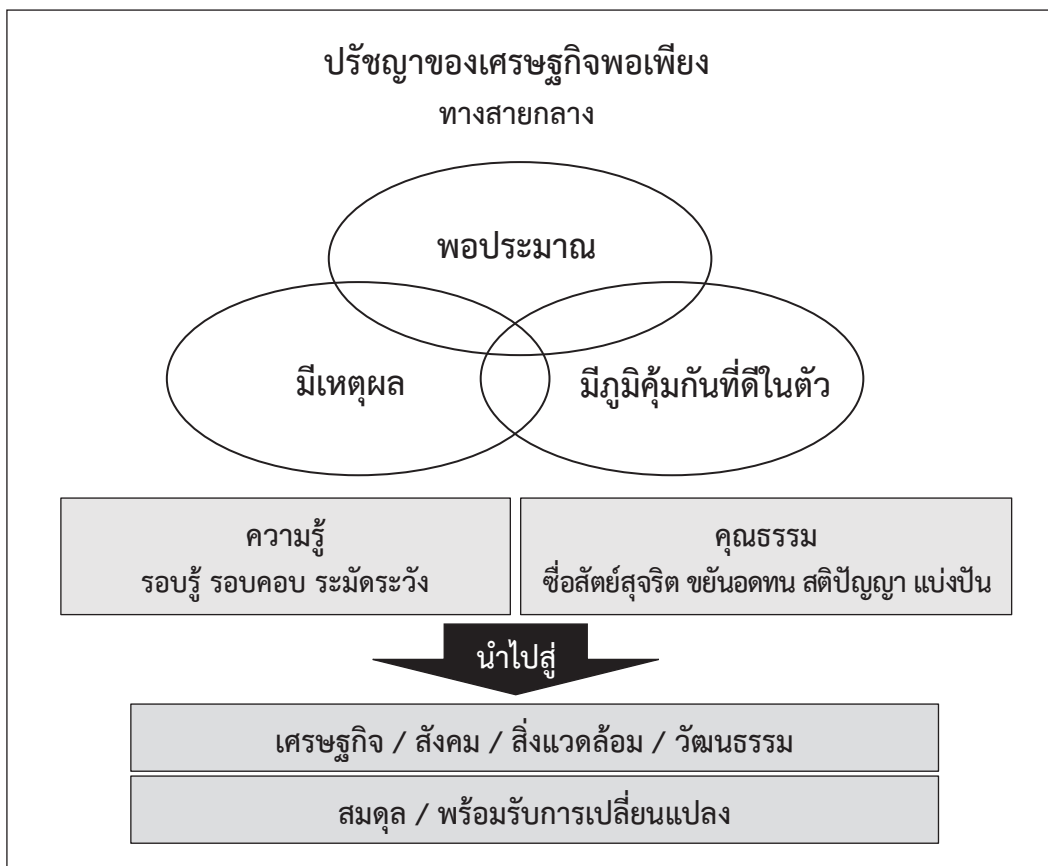 ปรัชญาของเศรษฐกิจพอเพียง
ทางสายกลาง
พอประมาณ
มีเหตุผล
มีภูมิคุ้มกันที่ดีในตัว
ความรู้
รอบรู้ รอบคอบ ระมัดระวัง
คุณธรรม
ซื่อสัตย์สุจริต ขยันอดทน สติปัญญา แบ่งปัน
นำไปสู่
เศรษฐกิจ / สังคม / สิ่งแวดล้อม / วัฒนธรรม
สมดุล / พร้อมรับการเปลี่ยนแปลง